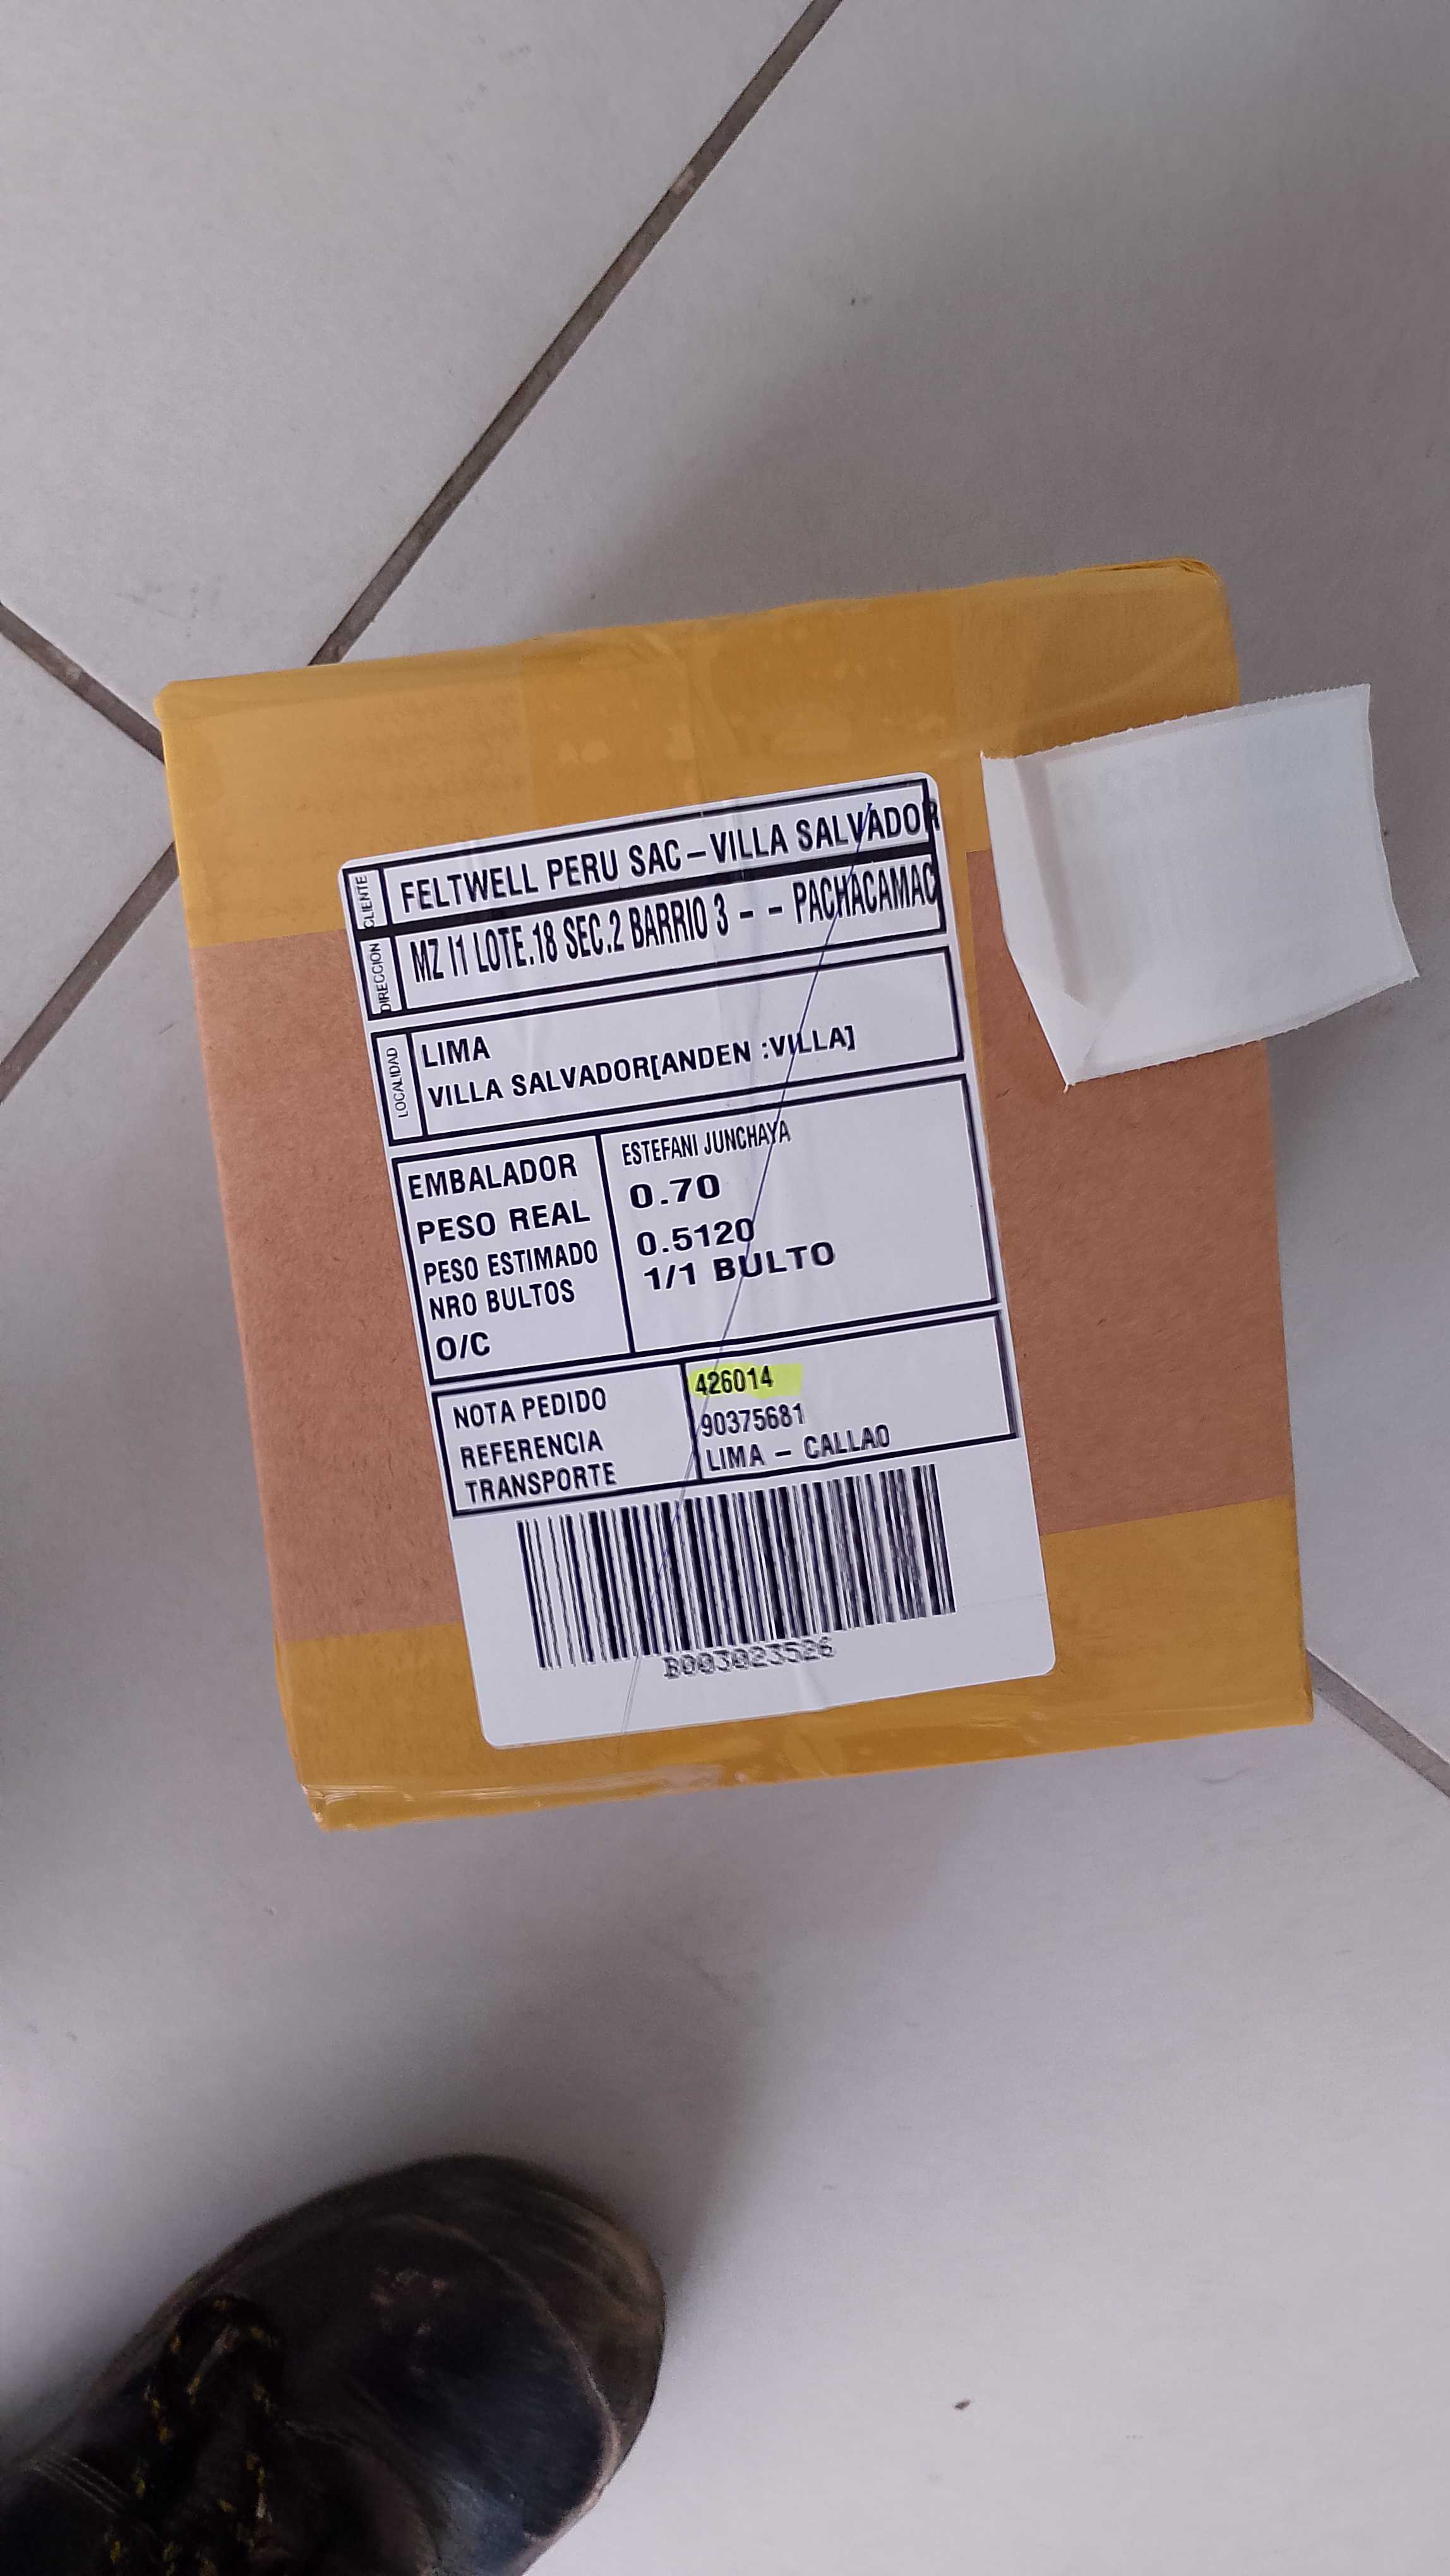 CLIENTE FELTWELL PERU SAC-VILLA SALVADOR
DIRECCION MZ I1 LOTE.18 SEC.2 BARRIO 3 - - PACHACAMAC
LOCALIDAD LIMA
VILLA SALVADOR[ANDEN :VILLA]
EMBALADOR ESTEFANI JUNCHAYA
PESO REAL 0.70
PESO ESTIMADO 0.5120
NRO BULTOS 1/1 BULTO
O/C
NOTA PEDIDO 426014
REFERENCIA 90375681
TRANSPORTE LIMA - CALLAO
B003023526